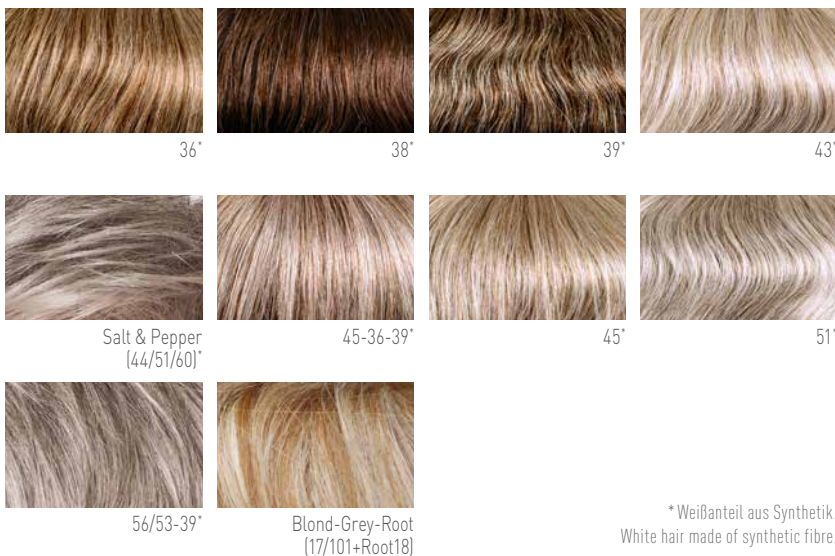 36*
38*
39*
43*
Salt & Pepper
(44/51/60)*
45-36-39*
45*
51*
56/53-39*
Blond-Grey-Root
(17/101+Root18)
* Weißanteil aus Synthetik.
White hair made of synthetic fibre